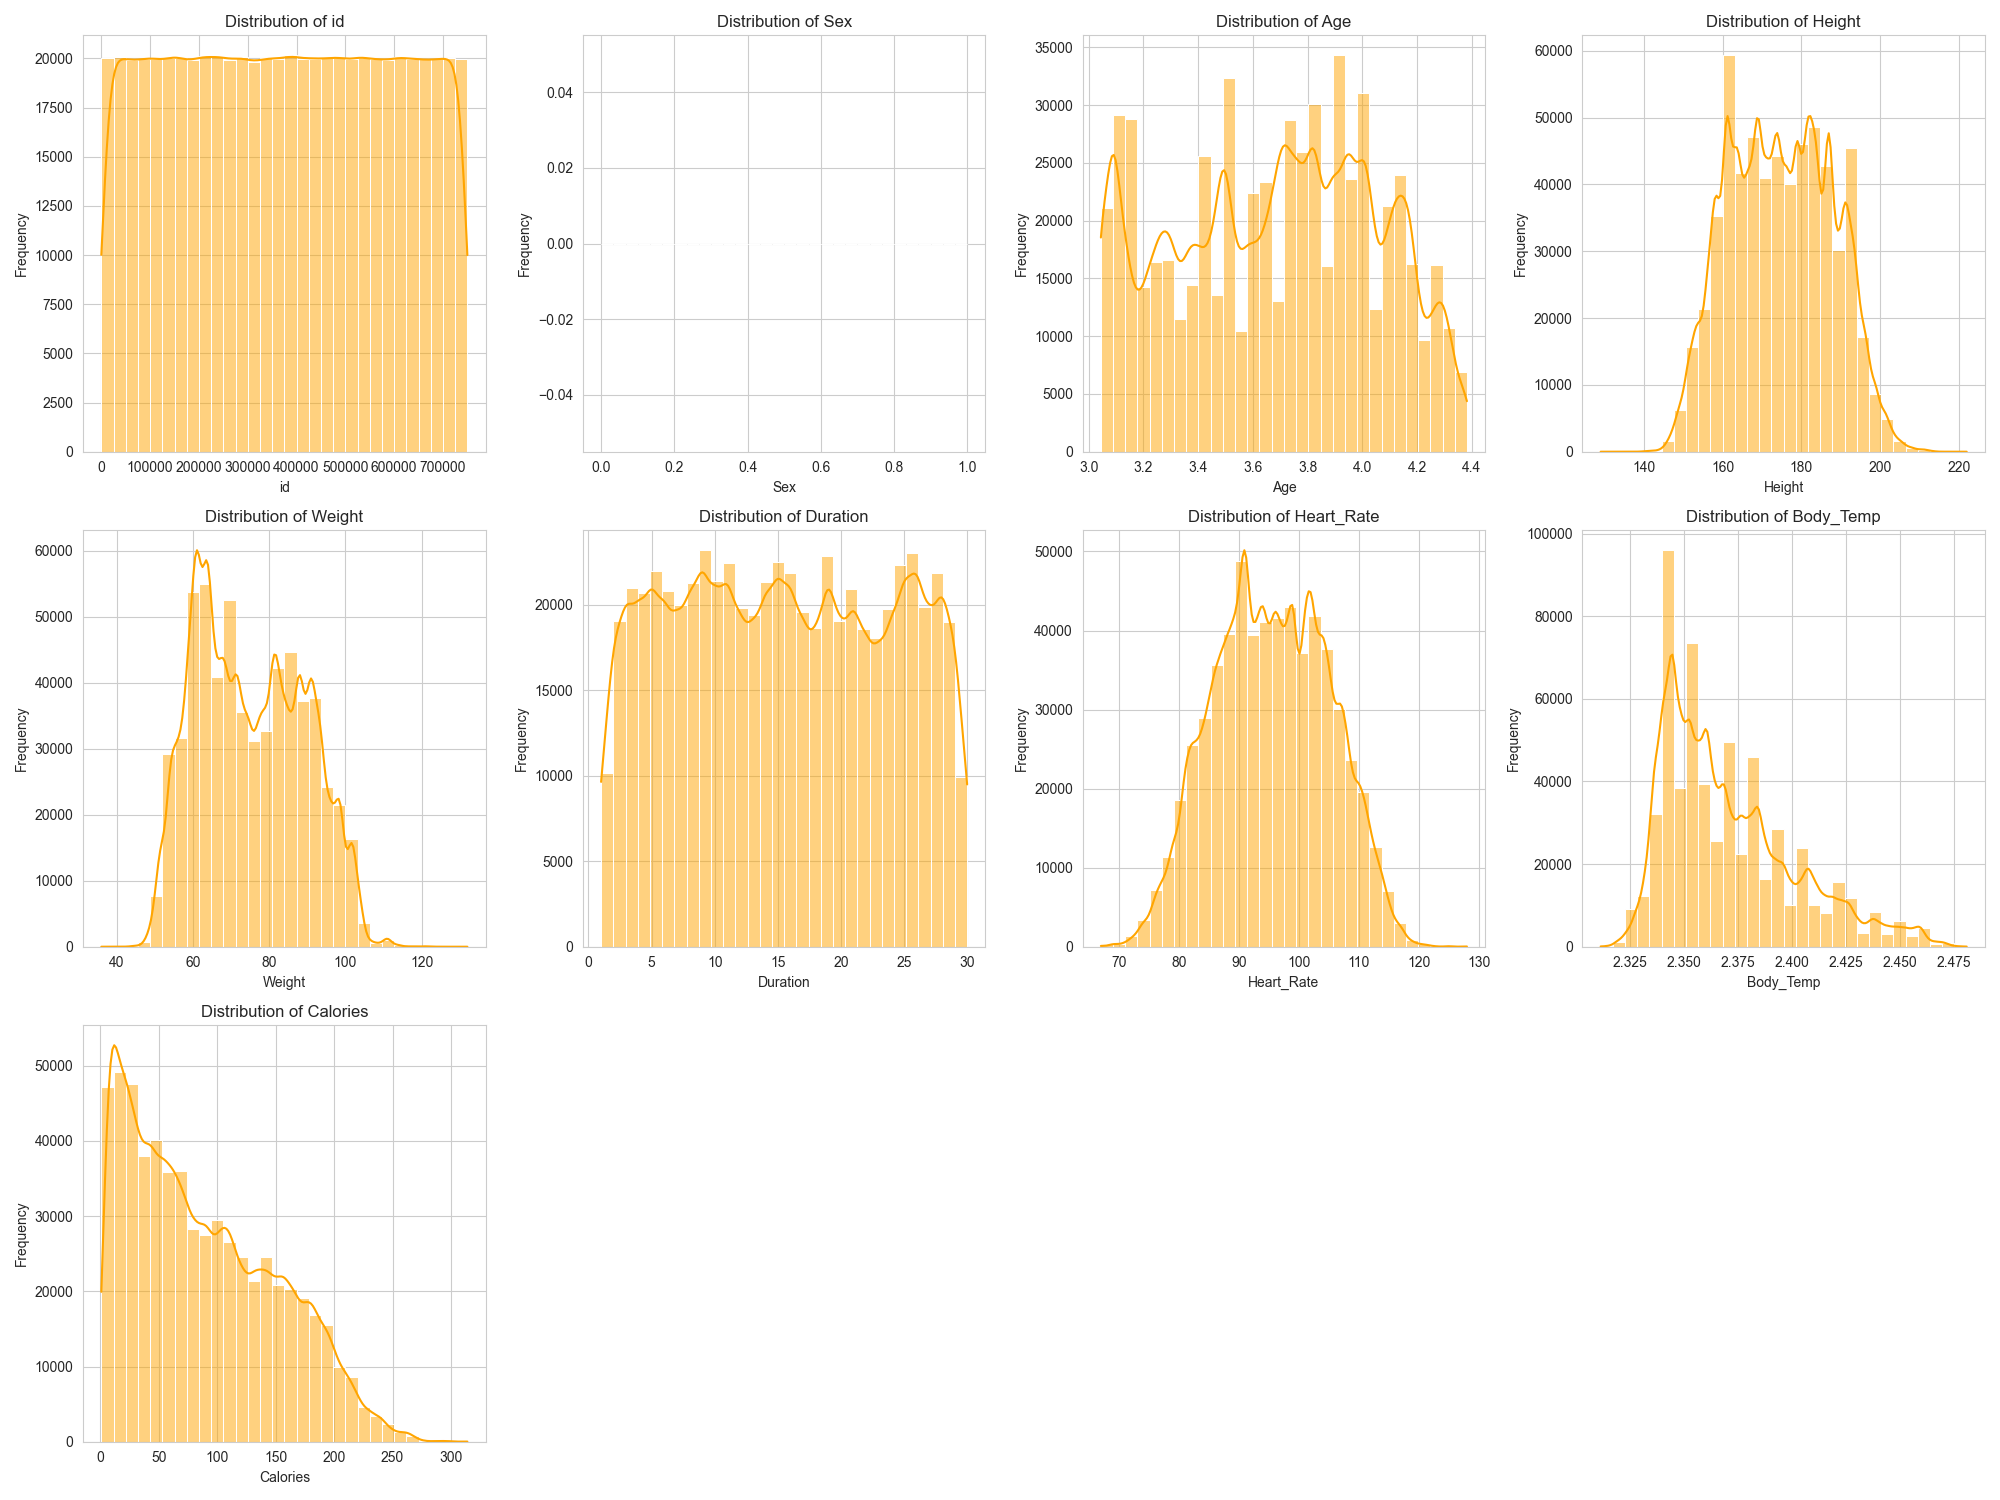 Distribution of id
20000
17500
15000
12500
10000
7500
5000
2500
0
Frequency
0 100000 200000 300000 400000 500000 600000 700000
id
Distribution of Sex
0.04
0.02
0.00
−0.02
−0.04
Frequency
0.0 0.2 0.4 0.6 0.8 1.0
Sex
Distribution of Age
35000
30000
25000
20000
15000
10000
5000
0
Frequency
3.0 3.2 3.4 3.6 3.8 4.0 4.2 4.4
Age
Distribution of Height
60000
50000
40000
30000
20000
10000
0
Frequency
140 160 180 200 220
Height
Distribution of Weight
60000
50000
40000
30000
20000
10000
0
Frequency
40 60 80 100 120
Weight
Distribution of Duration
20000
15000
10000
5000
0
Frequency
0 5 10 15 20 25 30
Duration
Distribution of Heart_Rate
50000
40000
30000
20000
10000
0
Frequency
70 80 90 100 110 120 130
Heart_Rate
Distribution of Body_Temp
100000
80000
60000
40000
20000
0
Frequency
2.325 2.350 2.375 2.400 2.425 2.450 2.475
Body_Temp
Distribution of Calories
50000
40000
30000
20000
10000
0
Frequency
0 50 100 150 200 250 300
Calories